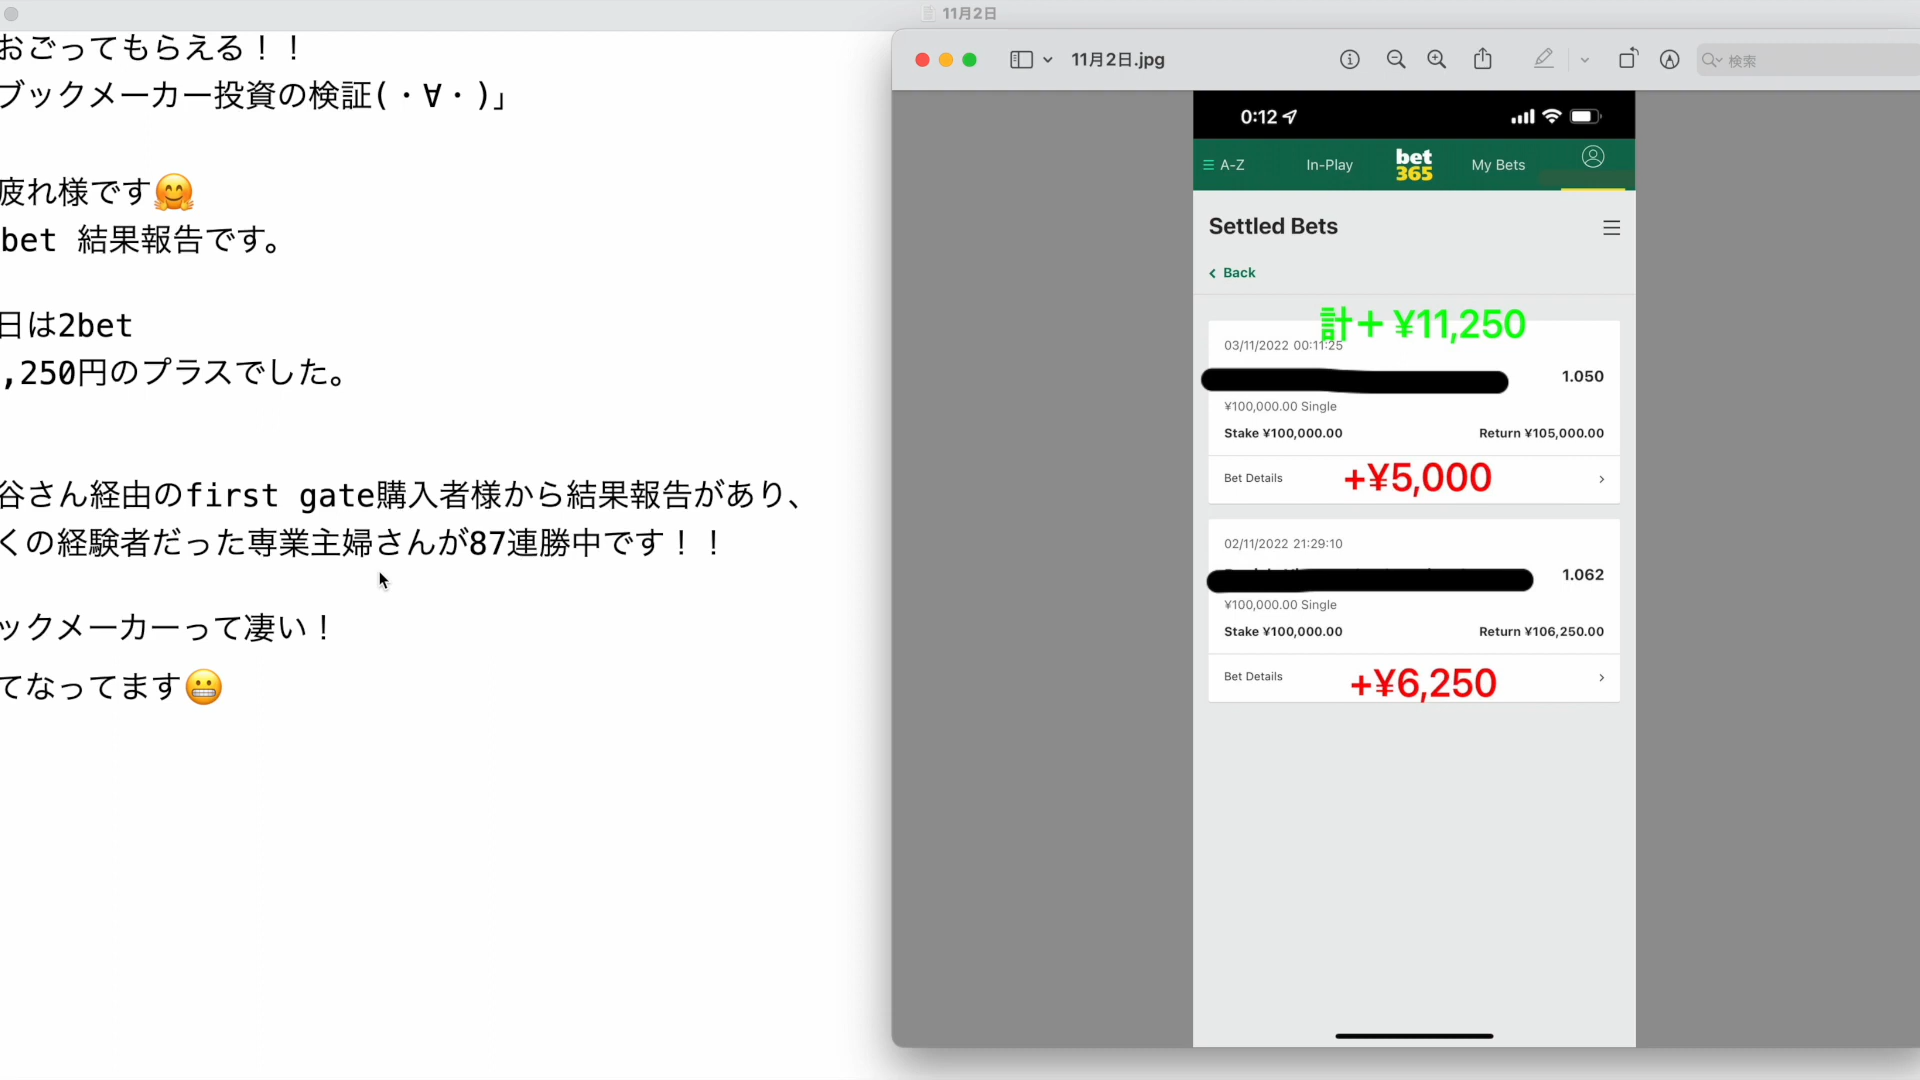 11月2日
おごってもらえる！！
ブックメーカー投資の検証(・∀・)」
疲れ様です🤗
bet 結果報告です。
日は2bet
,250円のプラスでした。
谷さん経由のfirst gate購入者様から結果報告があり、
くの経験者だった専業主婦さんが87連勝中です！！
ックメーカーって凄い！
てなってます😬
11月2日.jpg
検索
0:12
A-Z
In-Play
bet
365
My Bets
Settled Bets
Back
計＋ ¥11,250
03/11/2022 00:11:25
1.050
¥100,000.00 Single
Stake ¥100,000.00
Return ¥105,000.00
Bet Details
+¥5,000
02/11/2022 21:29:10
1.062
¥100,000.00 Single
Stake ¥100,000.00
Return ¥106,250.00
Bet Details
+¥6,250